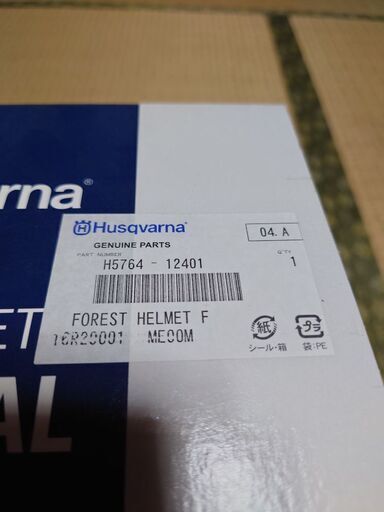 rna®
Husqvarna®
GENUINE PARTS
04.A
PART NUMBER
Q'TY
H5764 - 12401
1
FOREST HELMET F
16R20001 ME00M
紙
プラ
シール・箱
袋:PE
ET
AL